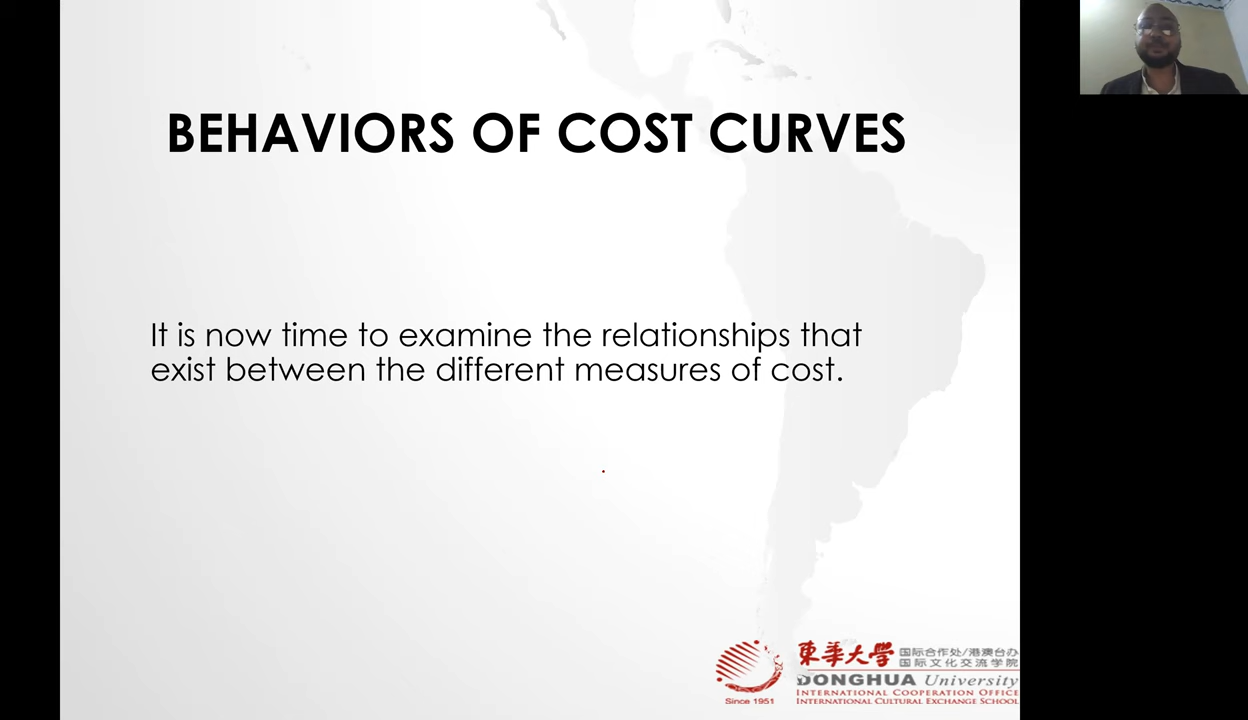 BEHAVIORS OF COST CURVES
It is now time to examine the relationships that
exist between the different measures of cost.
東華大学
国际合作处/港澳台办
国际文化交流学院
DONGHUA University
INTERNATIONAL COOPERATION OFFICE
INTERNATIONAL CULTURAL EXCHANGE SCHOOL
Since 1951